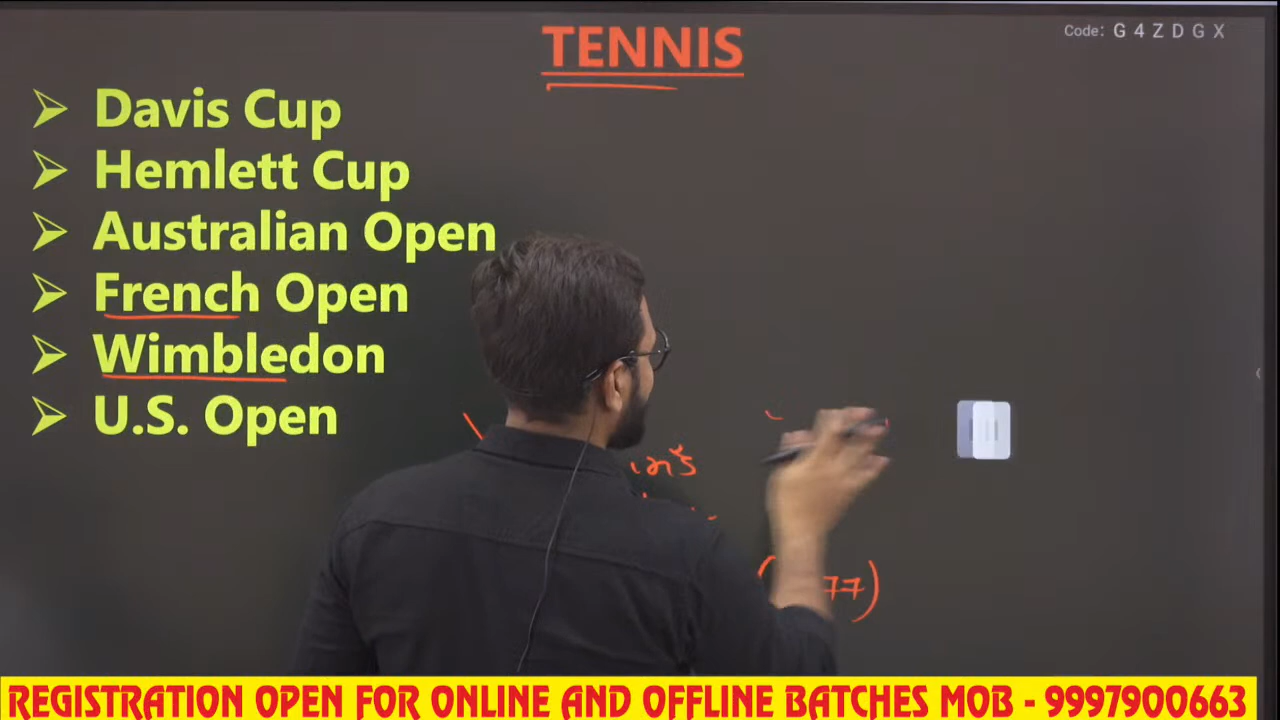 TENNIS
Code: G4ZDGX
➢ Davis Cup
➢ Hemlett Cup
➢ Australian Open
➢ French Open
➢ Wimbledon
➢ U.S. Open
REGISTRATION OPEN FOR ONLINE AND OFFLINE BATCHES MOB - 9997900663